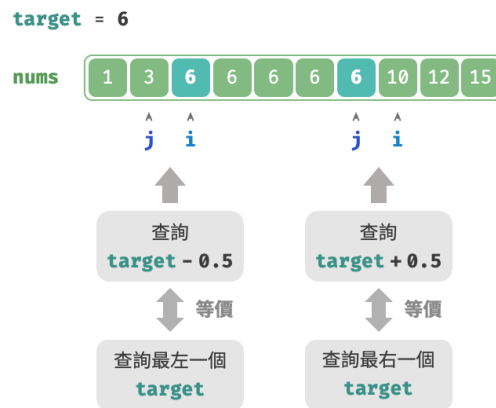 target = 6
nums 1 3 6 6 6 6 6 10 12 15
j i j i
查詢 查詢
target - 0.5 target + 0.5
等價 等價
查詢最左一個 查詢最右一個
target target